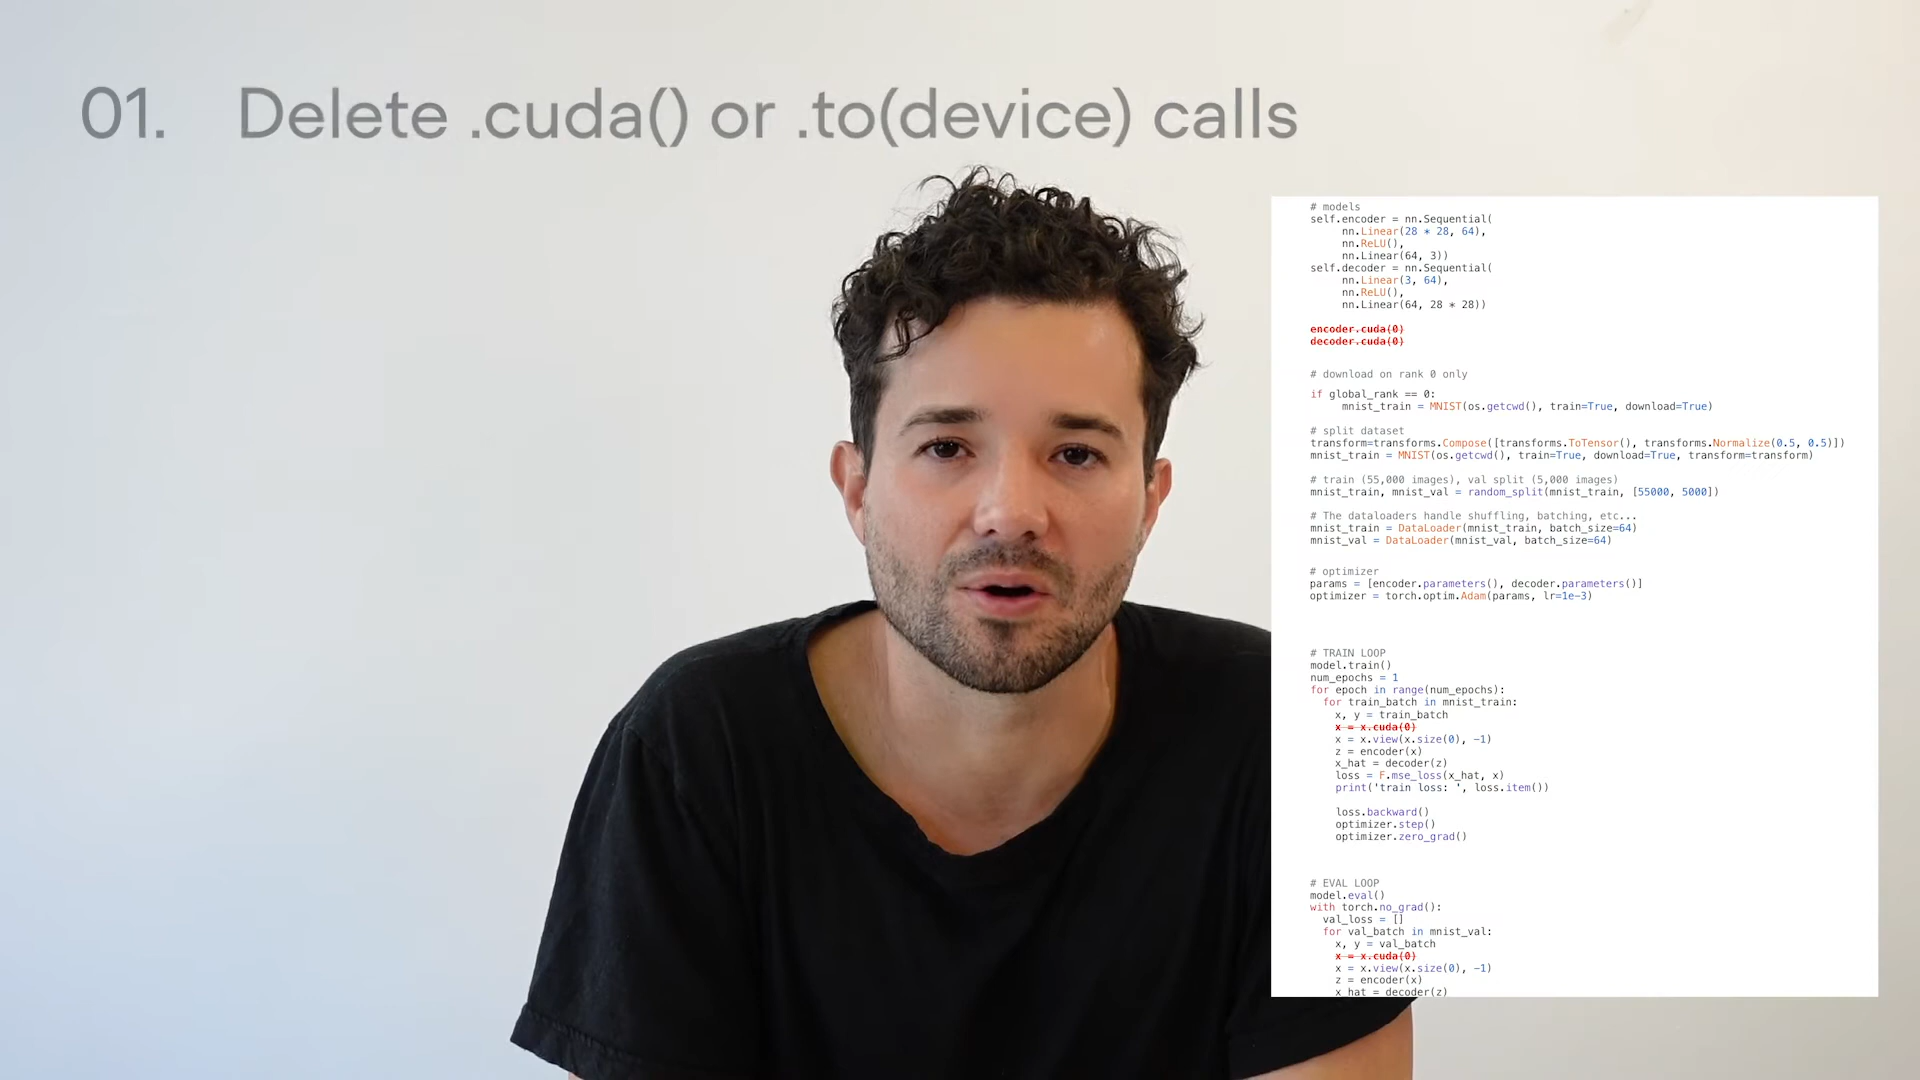 01. Delete .cuda() or .to(device) calls
# models
self.encoder = nn.Sequential(
nn.Linear(28 * 28, 64),
nn.ReLU(),
nn.Linear(64, 3))
self.decoder = nn.Sequential(
nn.Linear(3, 64),
nn.ReLU(),
nn.Linear(64, 28 * 28))
encoder.cuda(0)
decoder.cuda(0)
# download on rank 0 only
if global_rank == 0:
mnist_train = MNIST(os.getcwd(), train=True, download=True)
# split dataset
transform=transforms.Compose([transforms.ToTensor(), transforms.Normalize(0.5, 0.5)])
mnist_train = MNIST(os.getcwd(), train=True, download=True, transform=transform)
# train (55,000 images), val split (5,000 images)
mnist_train, mnist_val = random_split(mnist_train, [55000, 5000])
# The dataloaders handle shuffling, batching, etc...
mnist_train = DataLoader(mnist_train, batch_size=64)
mnist_val = DataLoader(mnist_val, batch_size=64)
# optimizer
params = [encoder.parameters(), decoder.parameters()]
optimizer = torch.optim.Adam(params, lr=1e-3)
# TRAIN LOOP
model.train()
num_epochs = 1
for epoch in range(num_epochs):
for train_batch in mnist_train:
x, y = train_batch
x = x.cuda(0)
x = x.view(x.size(0), -1)
z = encoder(x)
x_hat = decoder(z)
loss = F.mse_loss(x_hat, x)
print('train loss: ', loss.item())
loss.backward()
optimizer.step()
optimizer.zero_grad()
# EVAL LOOP
model.eval()
with torch.no_grad():
val_loss = []
for val_batch in mnist_val:
x, y = val_batch
x = x.cuda(0)
x = x.view(x.size(0), -1)
z = encoder(x)
x_hat = decoder(z)